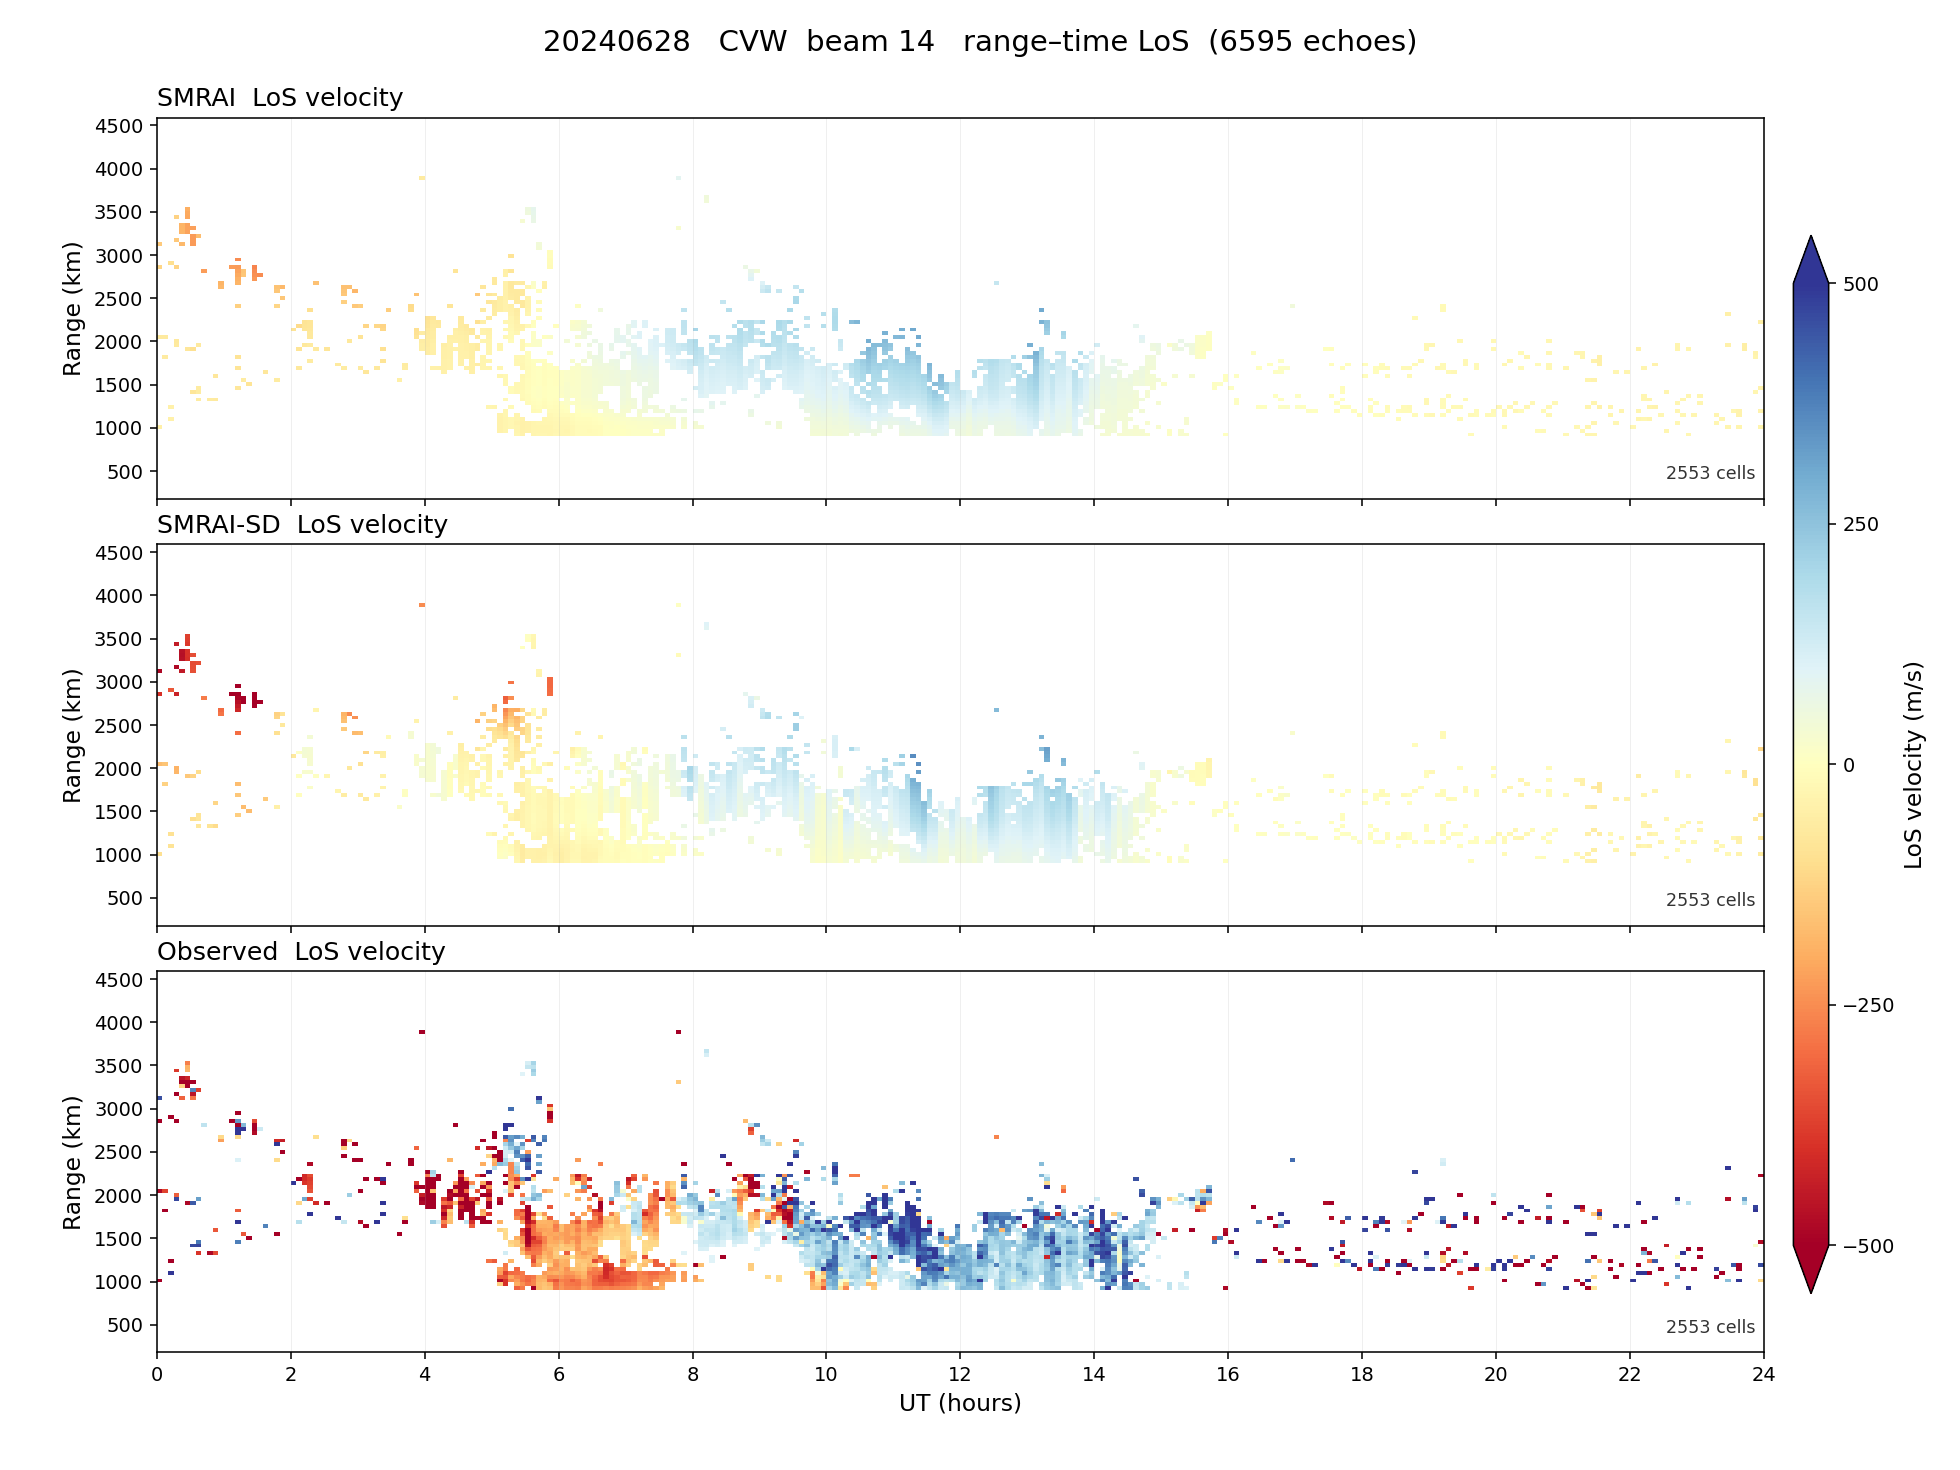 20240628   CVW  beam 14   range–time LoS  (6595 echoes)
SMRAI  LoS velocity
4500
4000
3500
3000
2500
2000
1500
1000
500
Range (km)
2553 cells
SMRAI-SD  LoS velocity
4500
4000
3500
3000
2500
2000
1500
1000
500
Range (km)
2553 cells
Observed  LoS velocity
4500
4000
3500
3000
2500
2000
1500
1000
500
Range (km)
2553 cells
0 2 4 6 8 10 12 14 16 18 20 22 24
UT (hours)
500
250
0
−250
−500
LoS velocity (m/s)